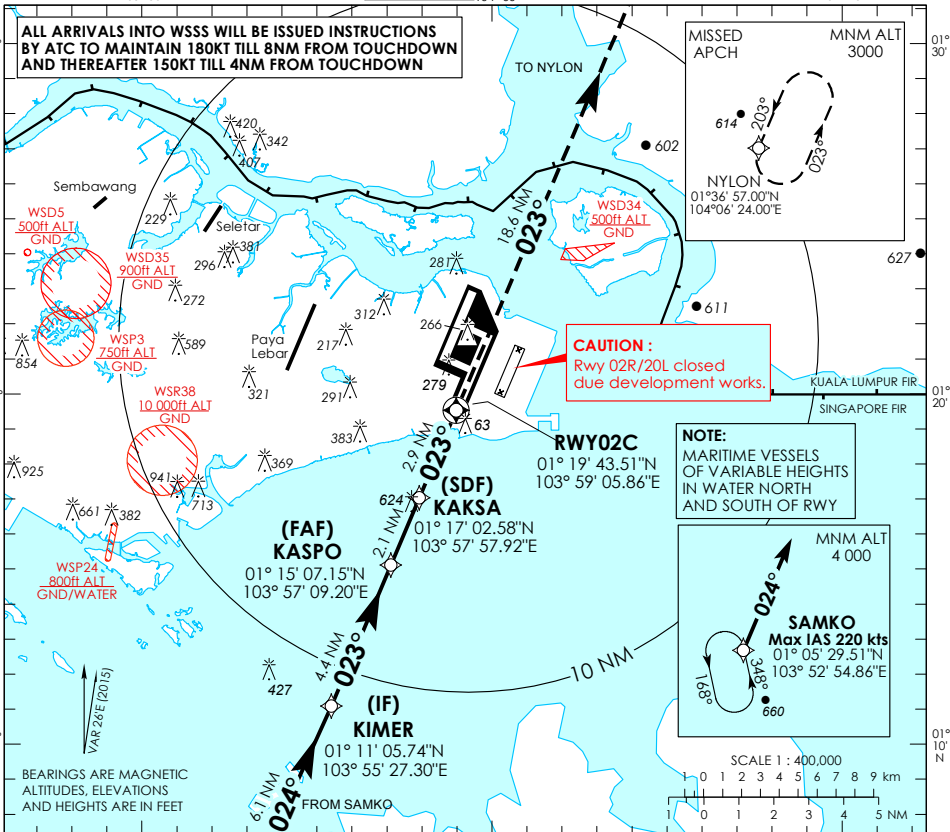 ALL ARRIVALS INTO WSSS WILL BE ISSUED INSTRUCTIONS
BY ATC TO MAINTAIN 180KT TILL 8NM FROM TOUCHDOWN
AND THEREAFTER 150KT TILL 4NM FROM TOUCHDOWN
TO NYLON
MISSED
APCH
MNM ALT
3000
614
203°
023°
NYLON
01°36' 57.00"N
104°06' 24.00"E
01°
30'
420
342
407
602
Sembawang
WSD5
500ft ALT
GND
229
Seletar
18.6 NM
023°
WSD34
500ft ALT
GND
WSD35
900ft ALT
GND
296
381
281
627
272
312
266
611
WSP3
750ft ALT
GND
854
589
Paya
Lebar
217
279
CAUTION :
Rwy 02R/20L closed
due development works.
321
291
KUALA LUMPUR FIR
SINGAPORE FIR
01°
20'
WSR38
10 000ft ALT
GND
383
63
RWY02C
01° 19' 43.51"N
103° 59' 05.86"E
2.9 NM
023°
NOTE:
MARITIME VESSELS
OF VARIABLE HEIGHTS
IN WATER NORTH
AND SOUTH OF RWY
925
941
713
369
624
(SDF)
KAKSA
01° 17' 02.58"N
103° 57' 57.92"E
661
382
(FAF)
KASPO
01° 15' 07.15"N
103° 57' 09.20"E
2.1 NM
WSP24
800ft ALT
GND/WATER
MNM ALT
4 000
024°
SAMKO
Max IAS 220 kts
01° 05' 29.51"N
103° 52' 54.86"E
168°
348°
660
4.4 NM
023°
427
10 NM
(IF)
KIMER
01° 11' 05.74"N
103° 55' 27.30"E
VAR 26'E (2015)
01°
10'
N
BEARINGS ARE MAGNETIC
ALTITUDES, ELEVATIONS
AND HEIGHTS ARE IN FEET
6.1 NM
024°
FROM SAMKO
SCALE 1 : 400,000
1 0 1 2 3 4 5 6 7 8 9 km
1 0 1 2 3 4 5 NM